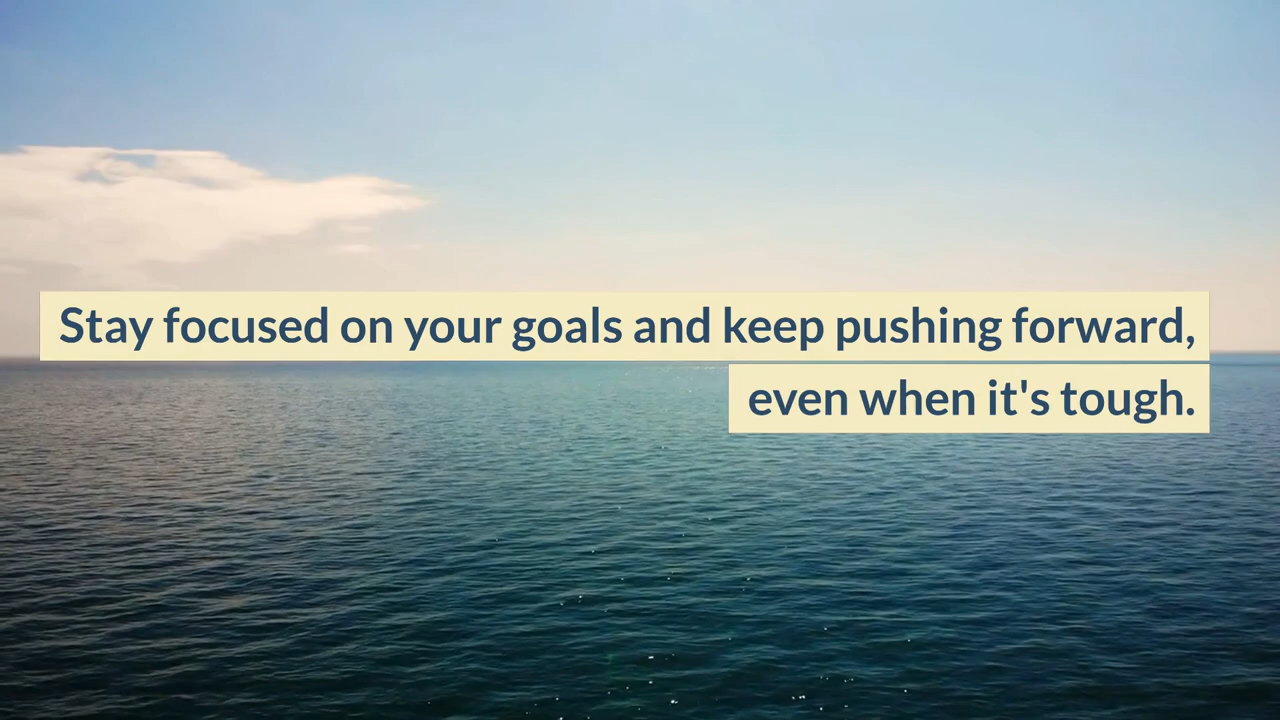 Stay focused on your goals and keep pushing forward,
even when it's tough.